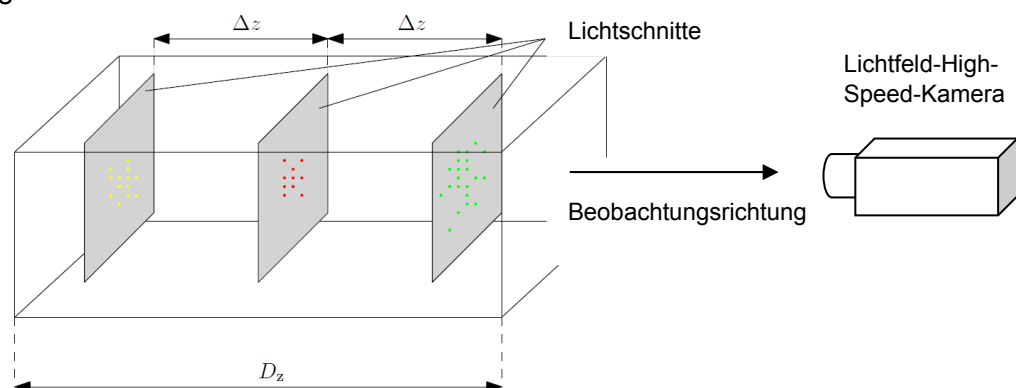 g
Δz
Δz
Lichtschnitte
Lichtfeld-High-
Speed-Kamera
Beobachtungsrichtung
D_z